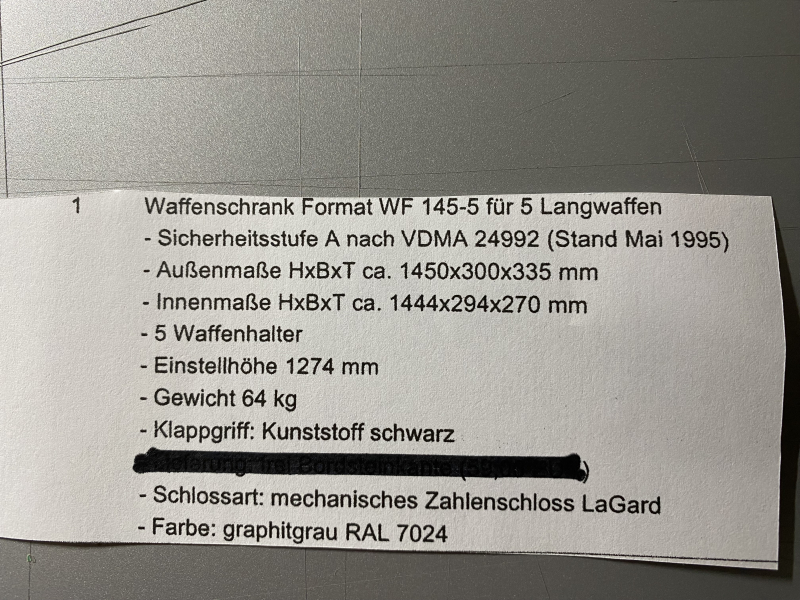 1 Waffenschrank Format WF 145-5 für 5 Langwaffen
- Sicherheitsstufe A nach VDMA 24992 (Stand Mai 1995)
- Außenmaße HxBxT ca. 1450x300x335 mm
- Innenmaße HxBxT ca. 1444x294x270 mm
- 5 Waffenhalter
- Einstellhöhe 1274 mm
- Gewicht 64 kg
- Klappgriff: Kunststoff schwarz
- Schlossart: mechanisches Zahlenschloss LaGard
- Farbe: graphitgrau RAL 7024